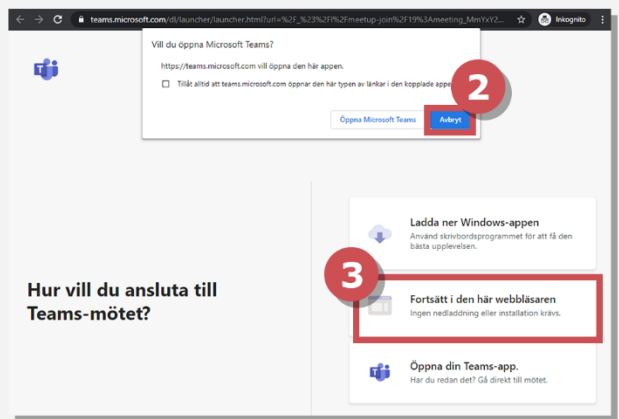 teams.microsoft.com/dl/launcher/launcher.html?url=%2F_%23%2Fl%2Fmeetup-join%2F19%3Ameeting_MmYxY2...
Inkognito
Vill du öppna Microsoft Teams?
https://teams.microsoft.com vill öppna den här appen.
Tillåt alltid att teams.microsoft.com öppnar den här typen av länkar i den kopplade
2
Öppna Microsoft Teams
Avbryt
Ladda ner Windows-appen
Använd skrivbordsprogrammet för att få den
bästa upplevelsen.
3
Hur vill du ansluta till
Teams-mötet?
Fortsätt i den här webbläsaren
Ingen nedladdning eller installation krävs.
Öppna din Teams-app.
Har du redan det? Gå direkt till mötet.